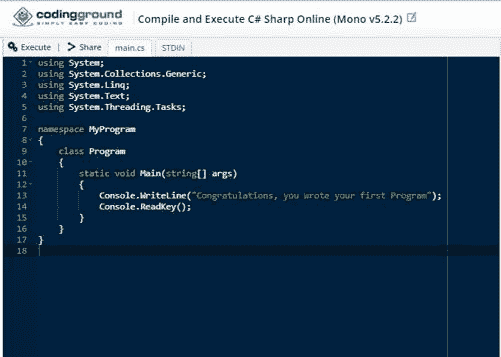 codingground
SIMPLY EASY CODING
Compile and Execute C# Sharp Online (Mono v5.2.2)
Execute | > Share main.cs STDIN
1 using System;
2 using System.Collections.Generic;
3 using System.Linq;
4 using System.Text;
5 using System.Threading.Tasks;
6
7 namespace MyProgram
8 {
9 class Program
10 {
11 static void Main(string[] args)
12 {
13 Console.WriteLine("Congratulations, you wrote your first Program");
14 Console.ReadKey();
15 }
16 }
17 }
18